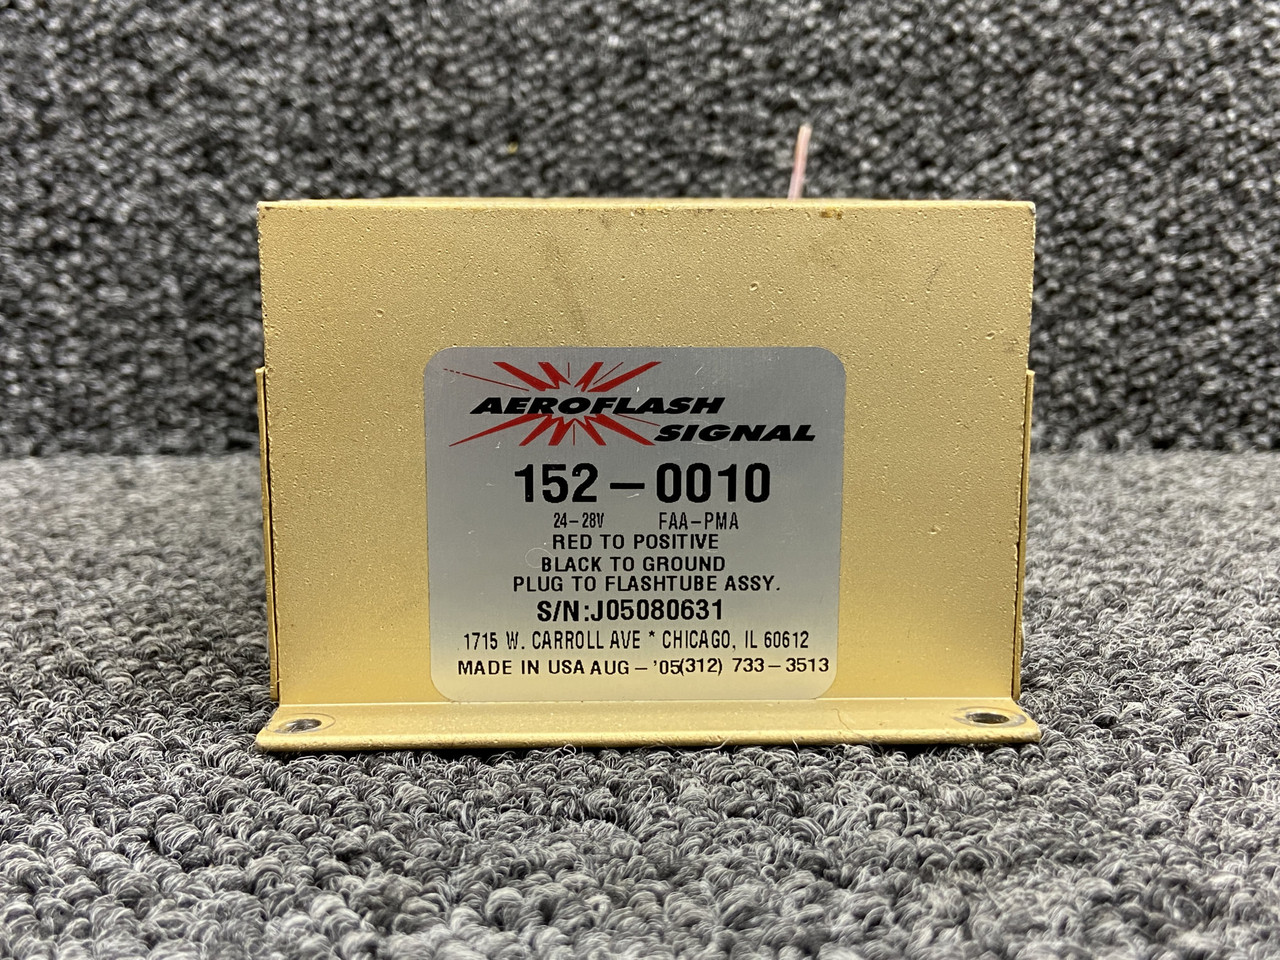 AEROFLASH
SIGNAL
152-0010
24-28V FAA-PMA
RED TO POSITIVE
BLACK TO GROUND
PLUG TO FLASHTUBE ASSY.
S/N:J05080631
1715 W. CARROLL AVE * CHICAGO, IL 60612
MADE IN USA AUG-'05(312) 733-3513